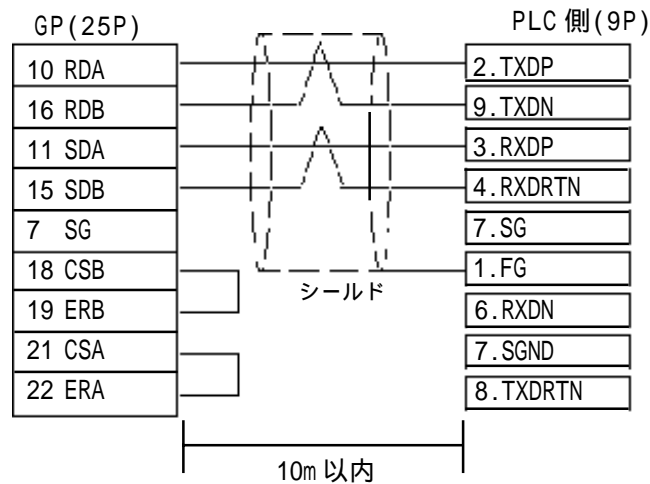 GP(25P)
PLC 側(9P)
10 RDA
2.TXDP
16 RDB
9.TXDN
11 SDA
3.RXDP
15 SDB
4.RXDRTN
7 SG
7.SG
18 CSB
1.FG
シールド
19 ERB
6.RXDN
21 CSA
7.SGND
22 ERA
8.TXDRTN
10m 以内